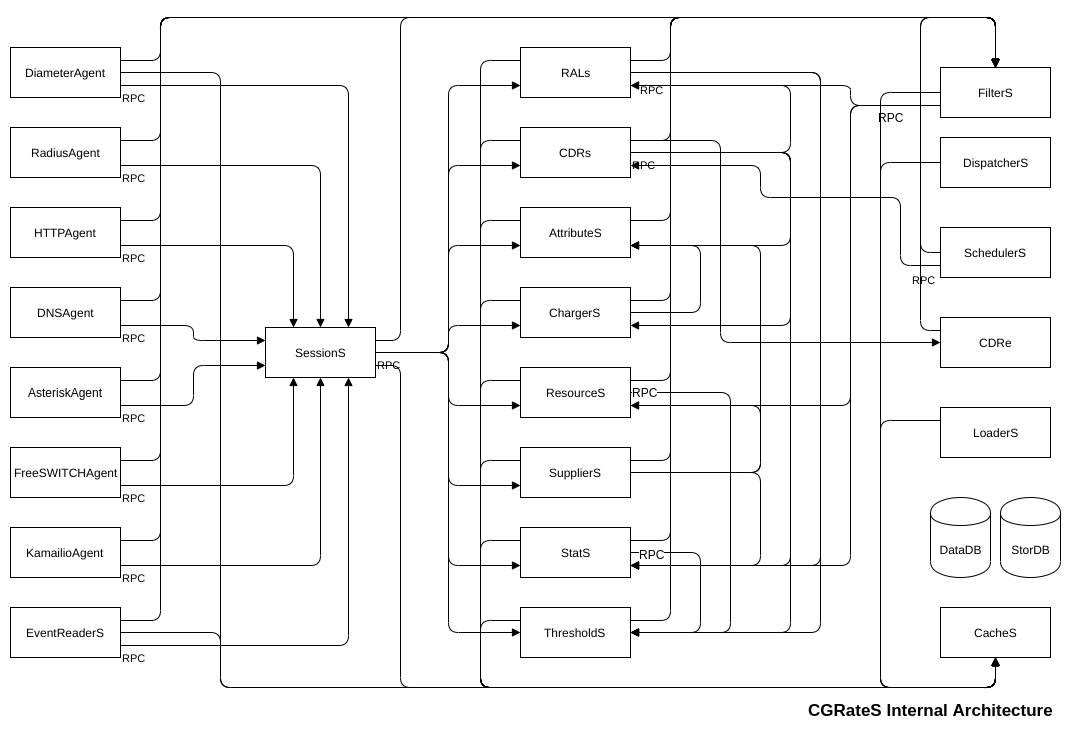 DiameterAgent
RPC
RadiusAgent
RPC
HTTPAgent
RPC
DNSAgent
RPC
AsteriskAgent
RPC
FreeSWITCHAgent
RPC
KamailioAgent
RPC
EventReaderS
RPC
SessionS
RPC
RALs
RPC
CDRs
RPC
AttributeS
ChargerS
ResourceS
RPC
SupplierS
StatS
RPC
ThresholdS
FilterS
RPC
DispatcherS
SchedulerS
RPC
CDRe
LoaderS
DataDB
StorDB
CacheS
CGRateS Internal Architecture